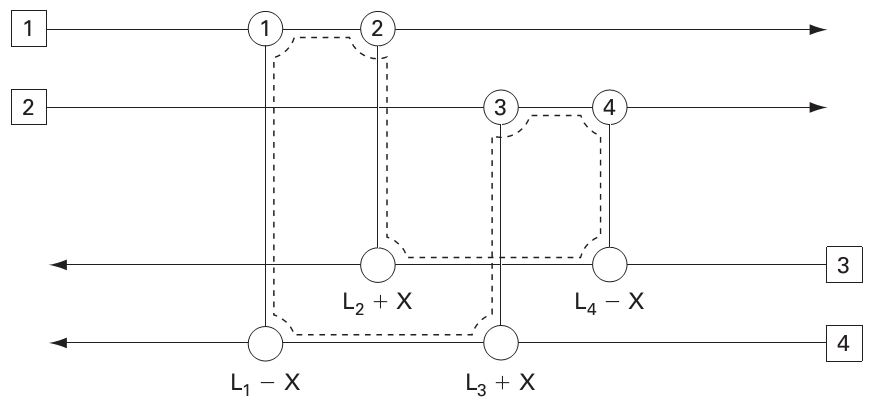 1 1 2
2 3 4
L₂ + X L₄ − X 3
4
L₁ − X L₃ + X